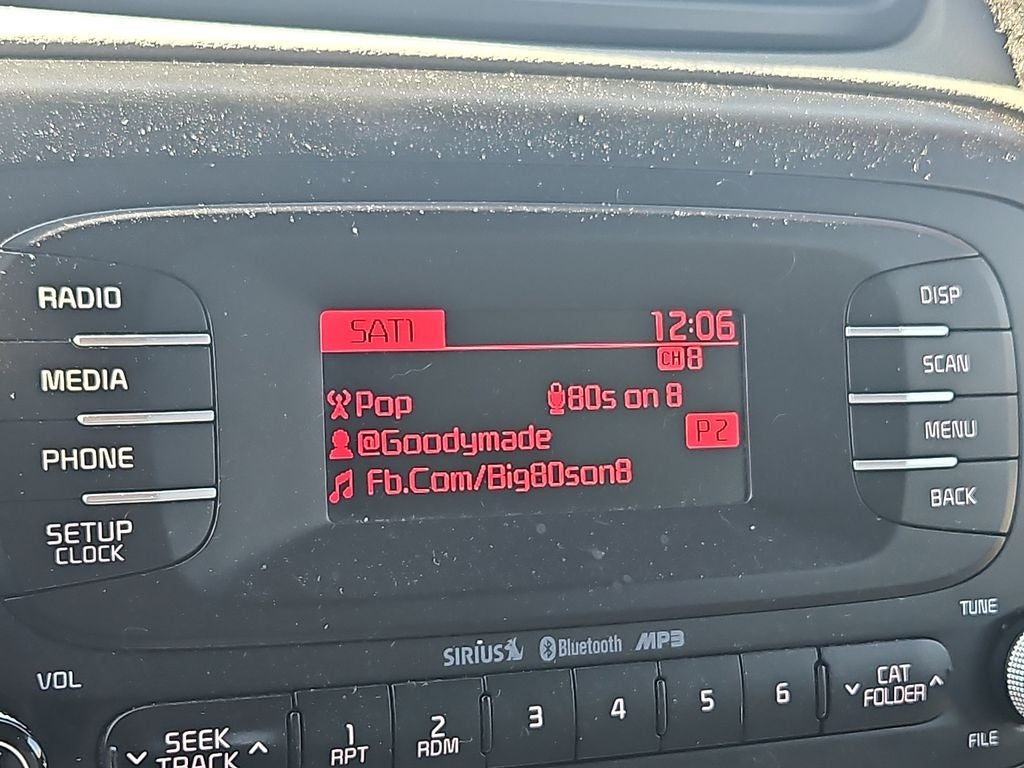 RADIO
MEDIA
PHONE
SETUP
CLOCK
SAT1
12:06
CH 8
Pop
80s on 8
@Goodymade
P2
Fb.Com/Big80son8
DISP
SCAN
MENU
BACK
SIRIUS
Bluetooth
MP3
TUNE
VOL
SEEK
TRACK
1
RPT
2
RDM
3
4
5
6
CAT
FOLDER
FILE